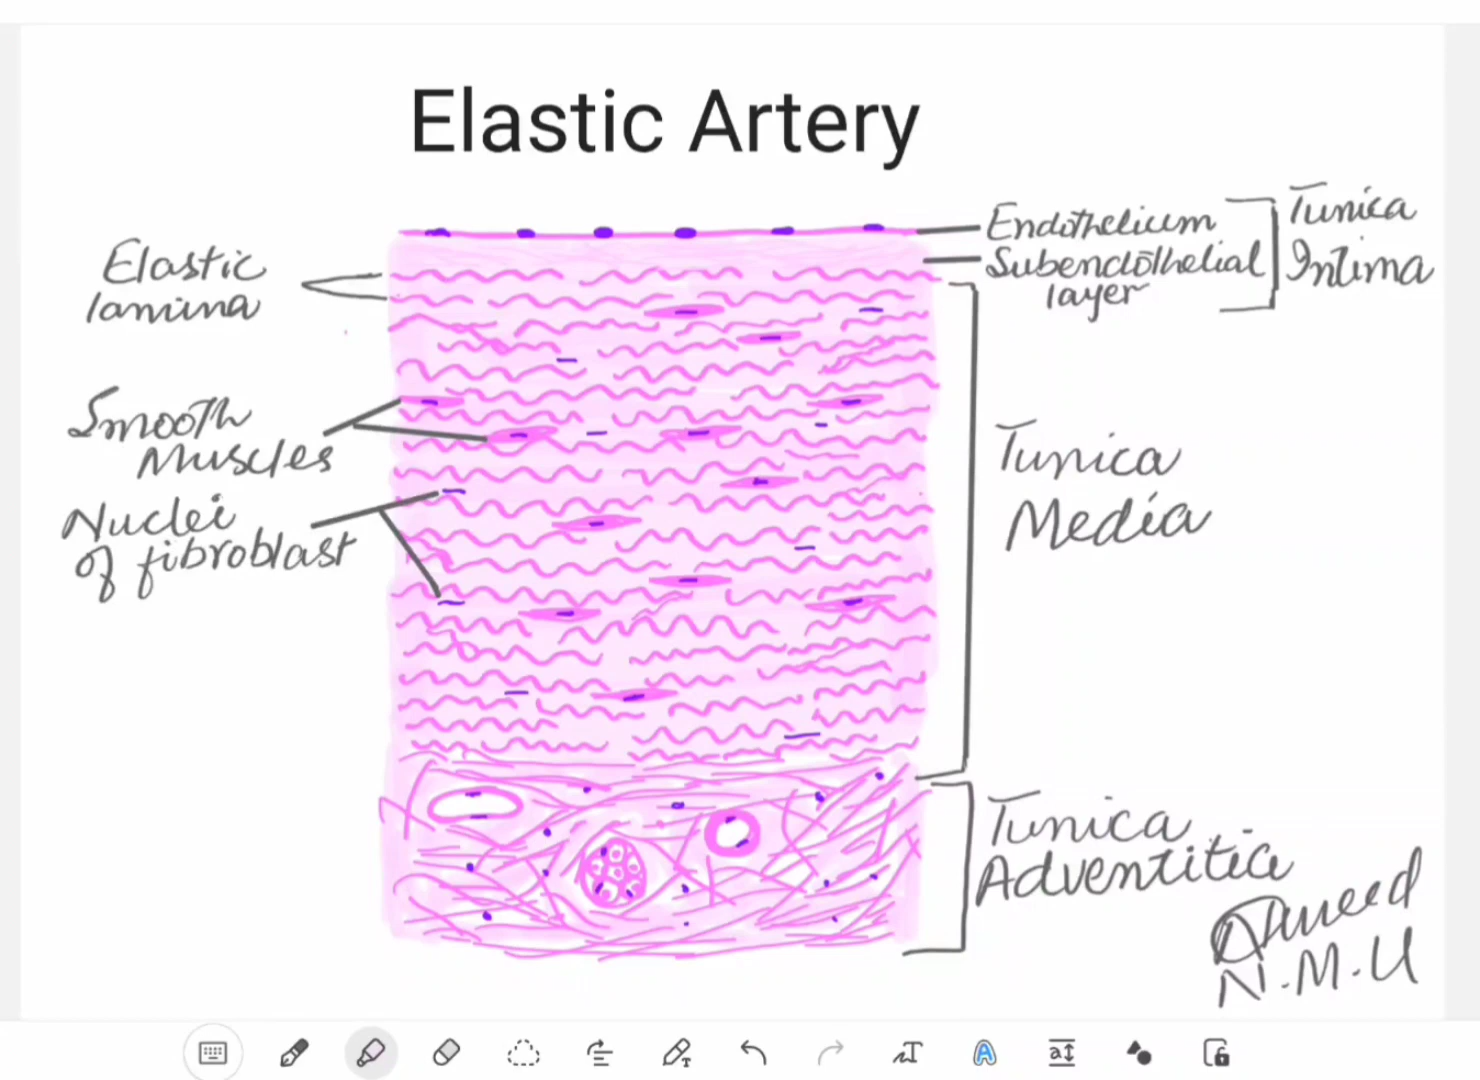 Elastic Artery
Endothelium
Subendothelial
layer
Tunica
Intima
Elastic
lamina
Smooth
Muscles
Nuclei
of fibroblast
Tunica
Media
Tunica
Adventitia
N.M.U